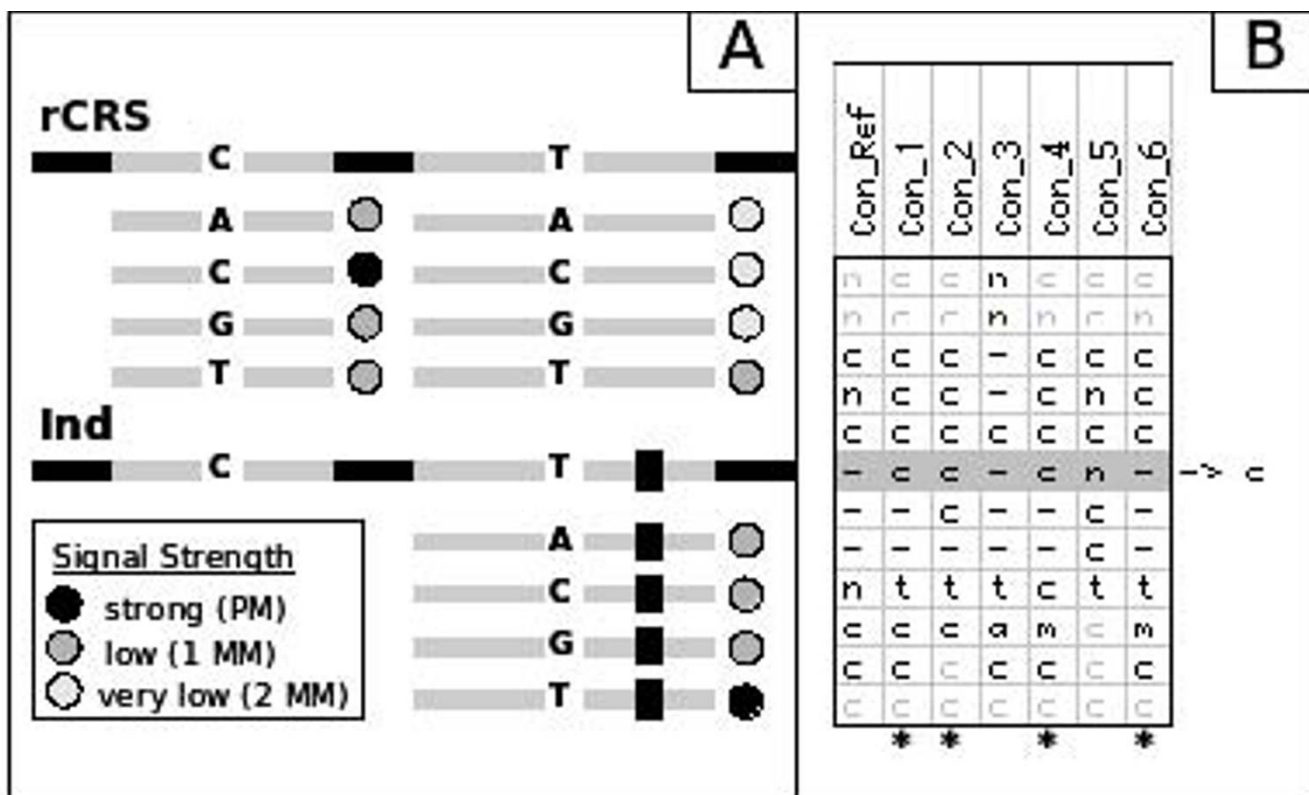 A
B
rCRS
C T
A A
C C
G G
T T
Ind
C T
A
C
G
T
Signal Strength
strong (PM)
low (1 MM)
very low (2 MM)
Con_Ref Con_1 Con_2 Con_3 Con_4 Con_5 Con_6
n c c n c c c
n c c n n c n
c c c - c c c
n c c - c n c
c c c c c c c
- c c - c n - -> c
- - c - - c -
- - - - - c -
n t t t c t t
c c c a m c m
c c c c c c c
c c c c c c c
* * * *